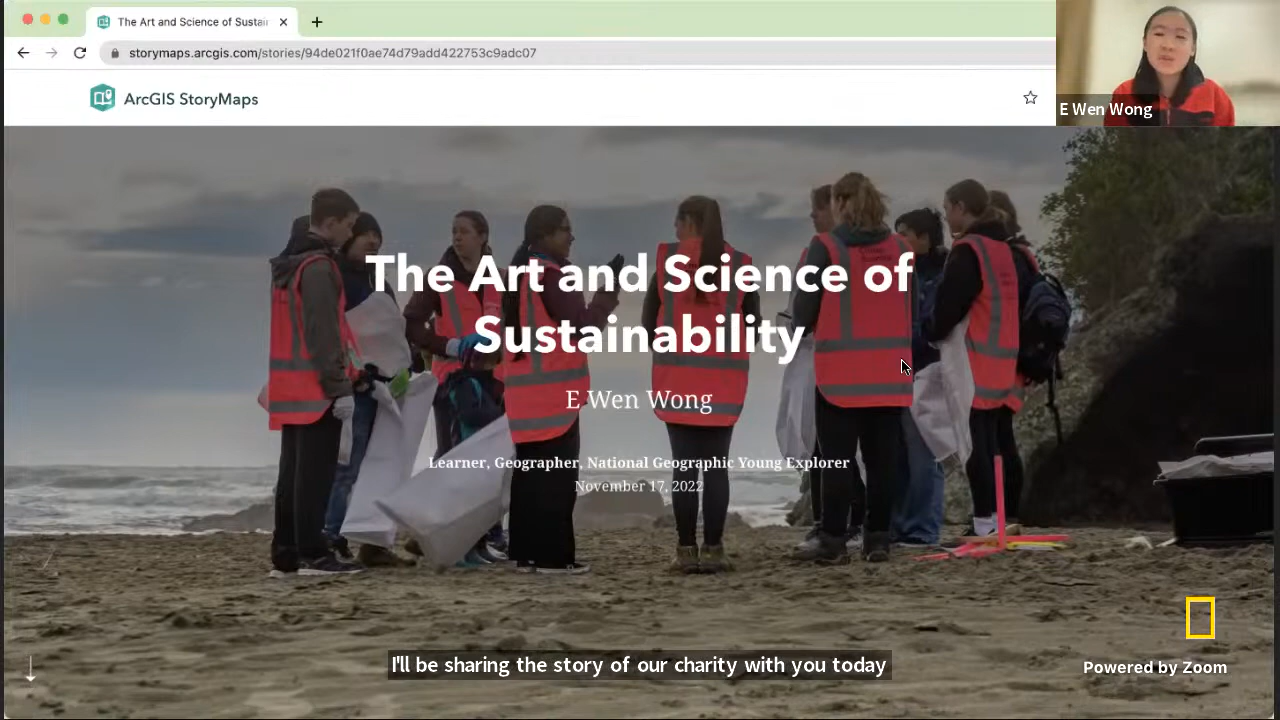 The Art and Science of Sustain
storymaps.arcgis.com/stories/94de021f0ae74d79add422753c9adc07
ArcGIS StoryMaps
E Wen Wong
The Art and Science of
Sustainability
E Wen Wong
Learner, Geographer, National Geographic Young Explorer
November 17, 2022
I'll be sharing the story of our charity with you today
Powered by Zoom